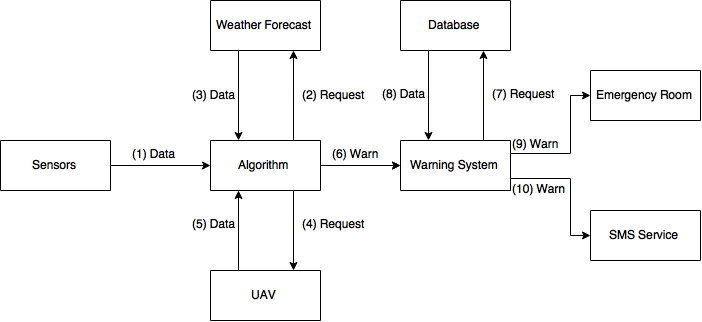 Weather Forecast
Database
(3) Data
(2) Request
(8) Data
(7) Request
Emergency Room
Sensors
(1) Data
Algorithm
(6) Warn
Warning System
(9) Warn
(10) Warn
(5) Data
(4) Request
SMS Service
UAV